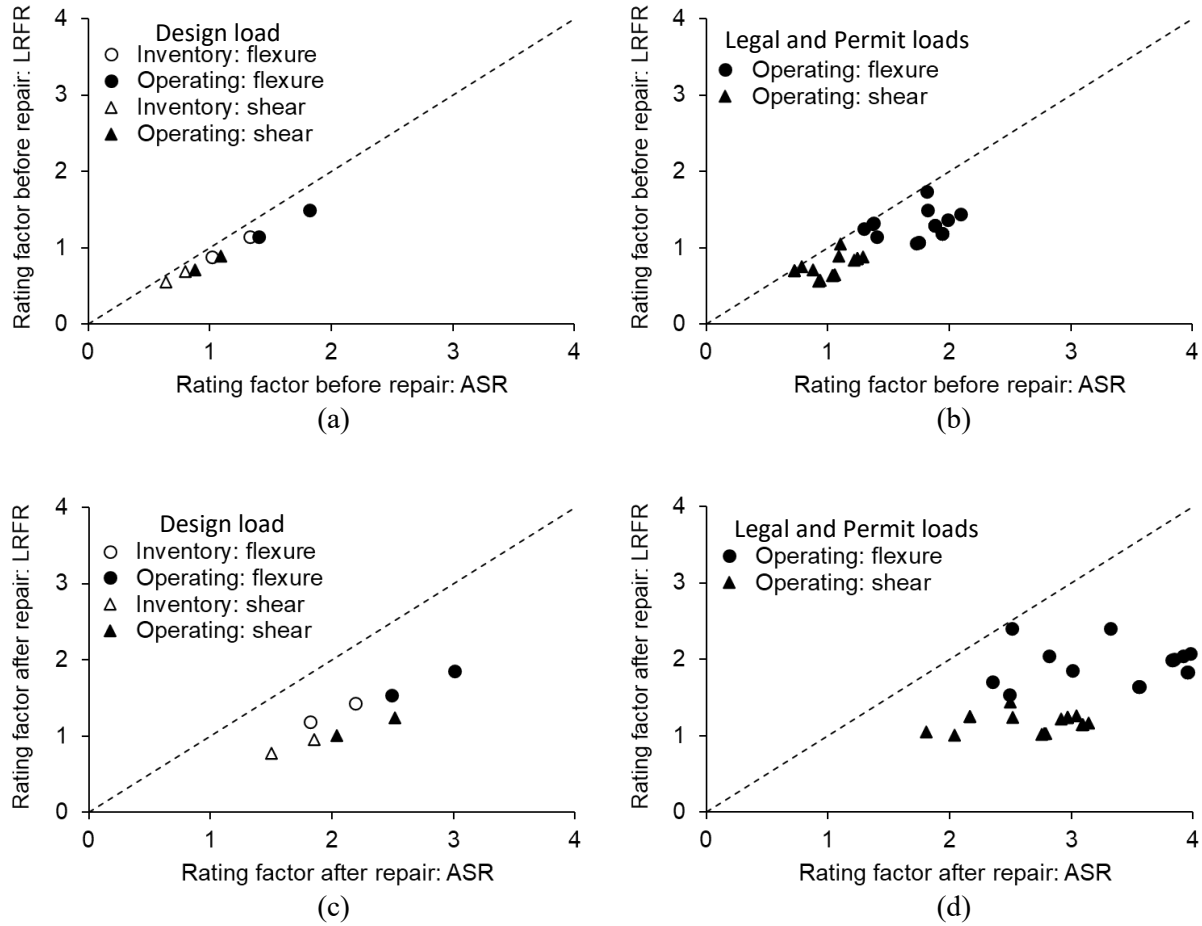 Rating factor before repair: LRFR
4
3
2
1
0
Design load
Inventory: flexure
Operating: flexure
Inventory: shear
Operating: shear
0 1 2 3 4
Rating factor before repair: ASR
(a)
Rating factor before repair: LRFR
4
3
2
1
0
Legal and Permit loads
Operating: flexure
Operating: shear
0 1 2 3 4
Rating factor before repair: ASR
(b)
Rating factor after repair: LRFR
4
3
2
1
0
Design load
Inventory: flexure
Operating: flexure
Inventory: shear
Operating: shear
0 1 2 3 4
Rating factor after repair: ASR
(c)
Rating factor after repair: LRFR
4
3
2
1
0
Legal and Permit loads
Operating: flexure
Operating: shear
0 1 2 3 4
Rating factor after repair: ASR
(d)